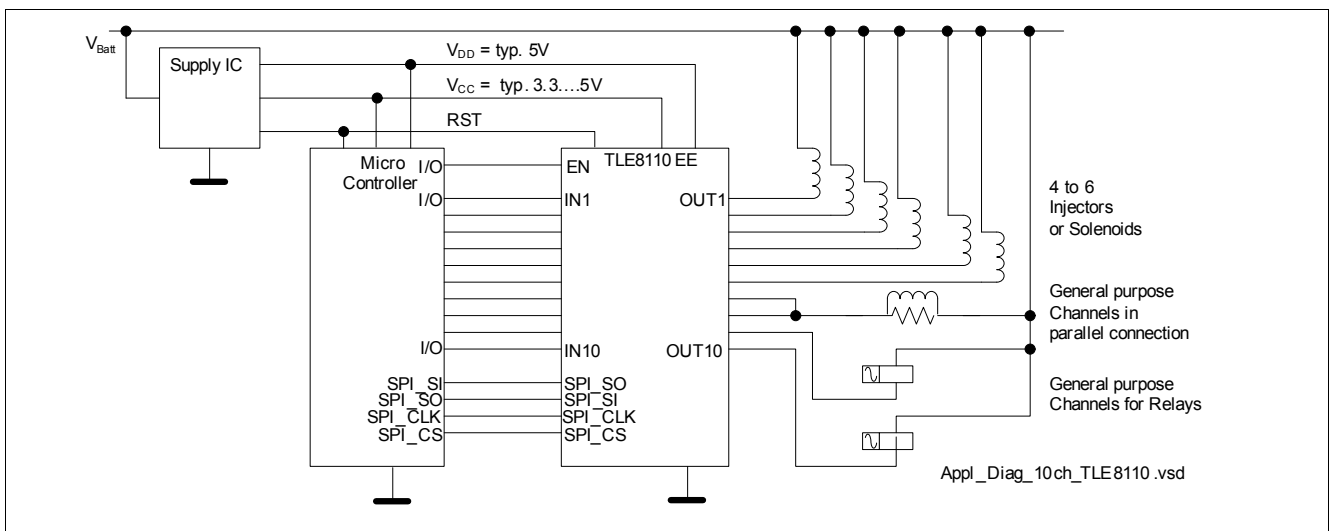 V_Batt
Supply IC
V_DD = typ. 5V
V_CC = typ. 3.3....5V
RST
Micro
Controller
I/O
I/O
I/O
SPI_SI
SPI_SO
SPI_CLK
SPI_CS
TLE8110 EE
EN
IN1
IN10
SPI_SO
SPI_SI
SPI_CLK
SPI_CS
OUT1
OUT10
4 to 6
Injectors
or Solenoids
General purpose
Channels in
parallel connection
General purpose
Channels for Relays
Appl_Diag_10ch_TLE8110.vsd